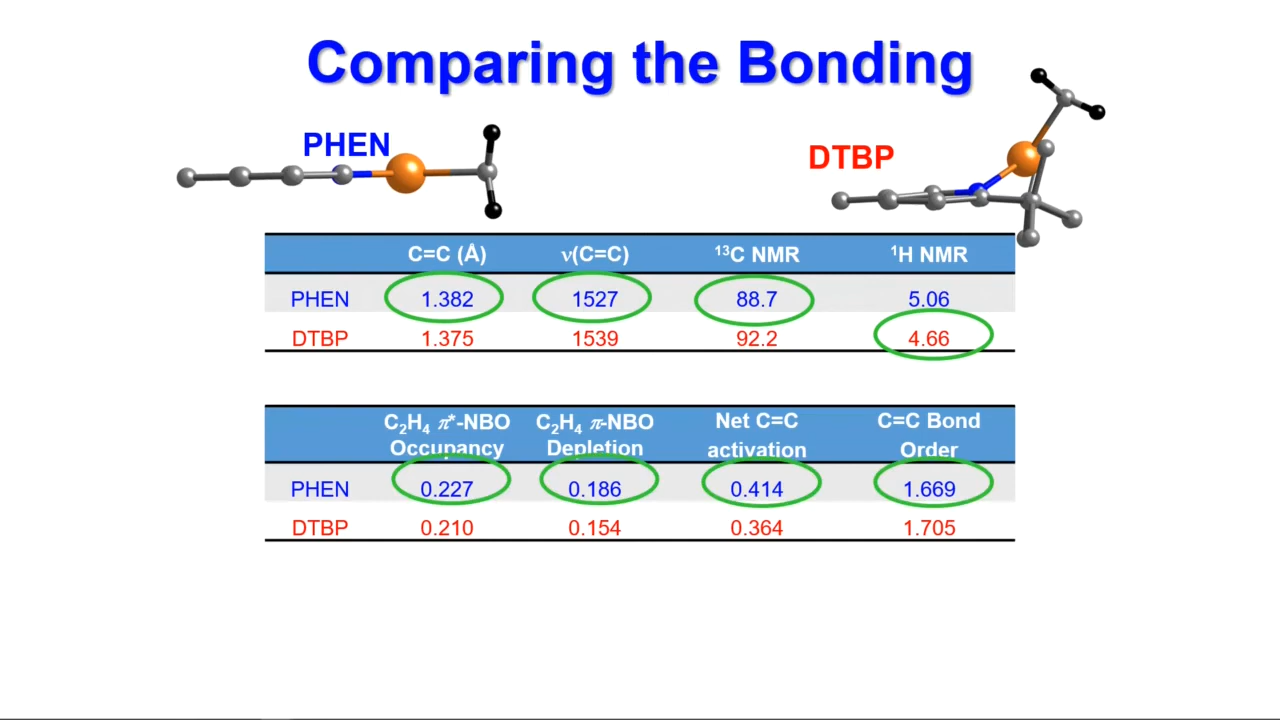 Comparing the Bonding
PHEN
DTBP
C=C (Å) ν(C=C) ¹³C NMR ¹H NMR
PHEN 1.382 1527 88.7 5.06
DTBP 1.375 1539 92.2 4.66
C₂H₄ π*-NBO C₂H₄ π-NBO Net C=C C=C Bond
Occupancy Depletion activation Order
PHEN 0.227 0.186 0.414 1.669
DTBP 0.210 0.154 0.364 1.705